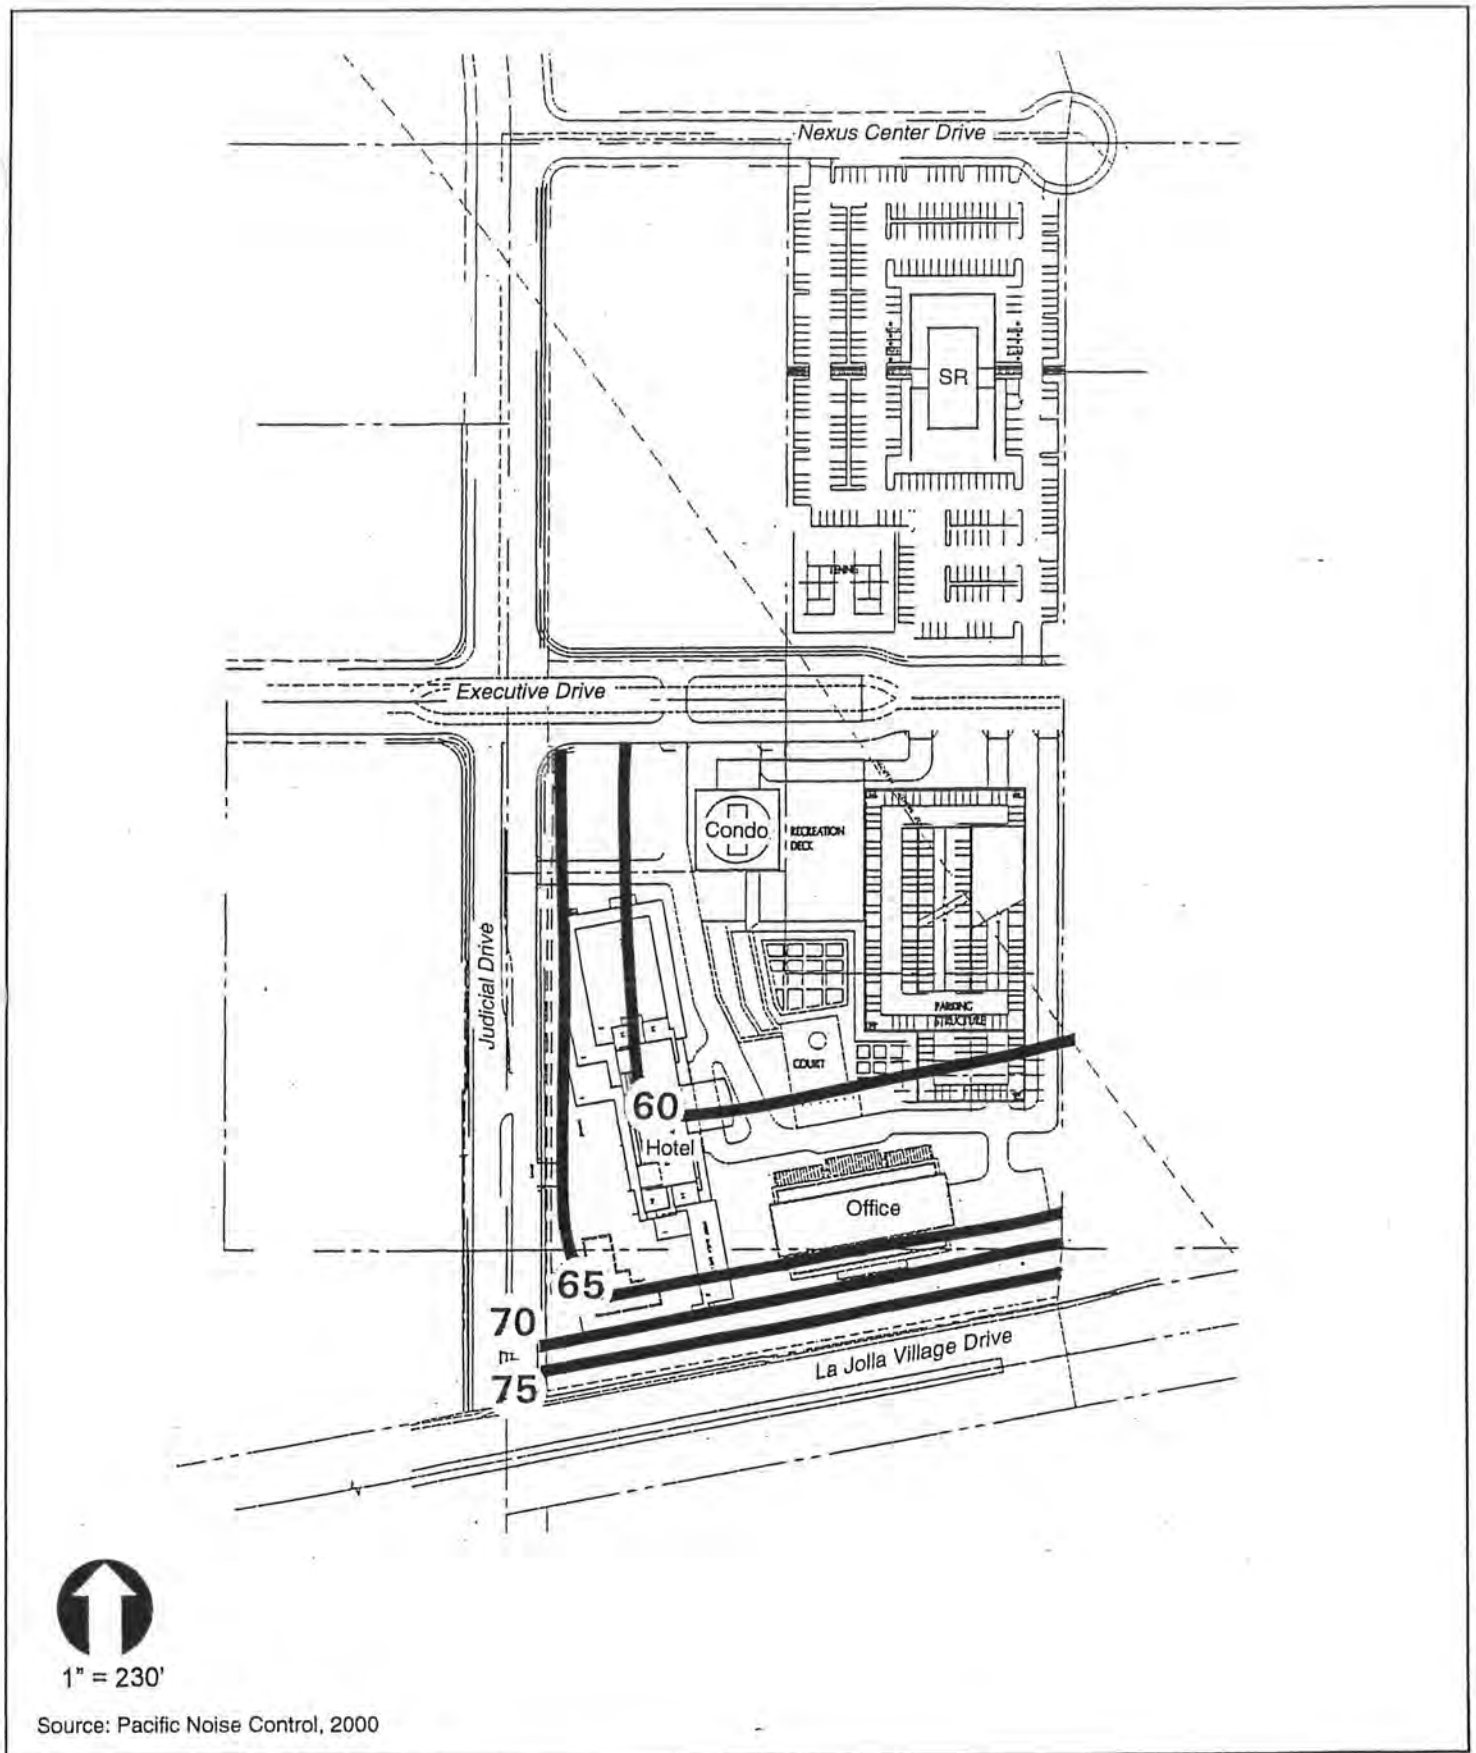 Nexus Center Drive
SR
TENNIS
Executive Drive
Condo
RECREATION
DECK
Judicial Drive
PARKING
STRUCTURE
COURT
60
Hotel
Office
65
70
75
La Jolla Village Drive
1" = 230'
Source: Pacific Noise Control, 2000